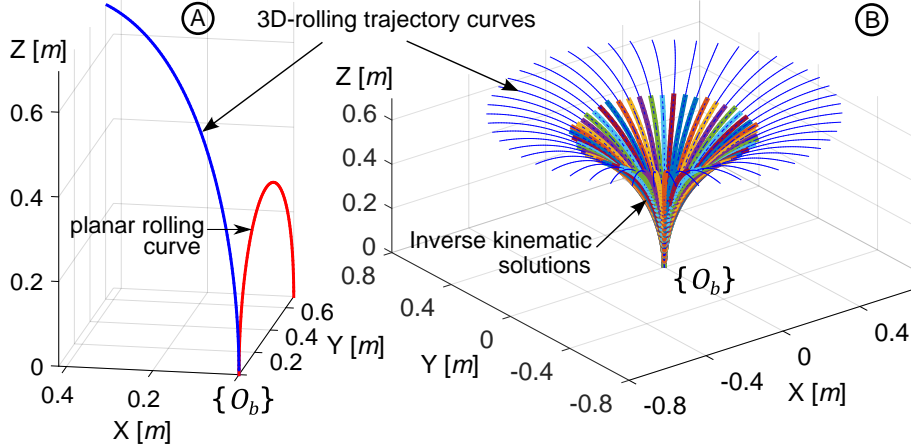 A
3D-rolling trajectory curves
B
Z [m]
0.6
0.4
0.2
0
planar rolling
curve
0.4
0.2
0
X [m]
{O_b}
0.2
0.4
0.6
Y [m]
Z [m]
0.6
0.4
0.2
0
Inverse kinematic
solutions
{O_b}
0.8
0.4
0
-0.4
-0.8
Y [m]
-0.8
-0.4
0
0.4
X [m]